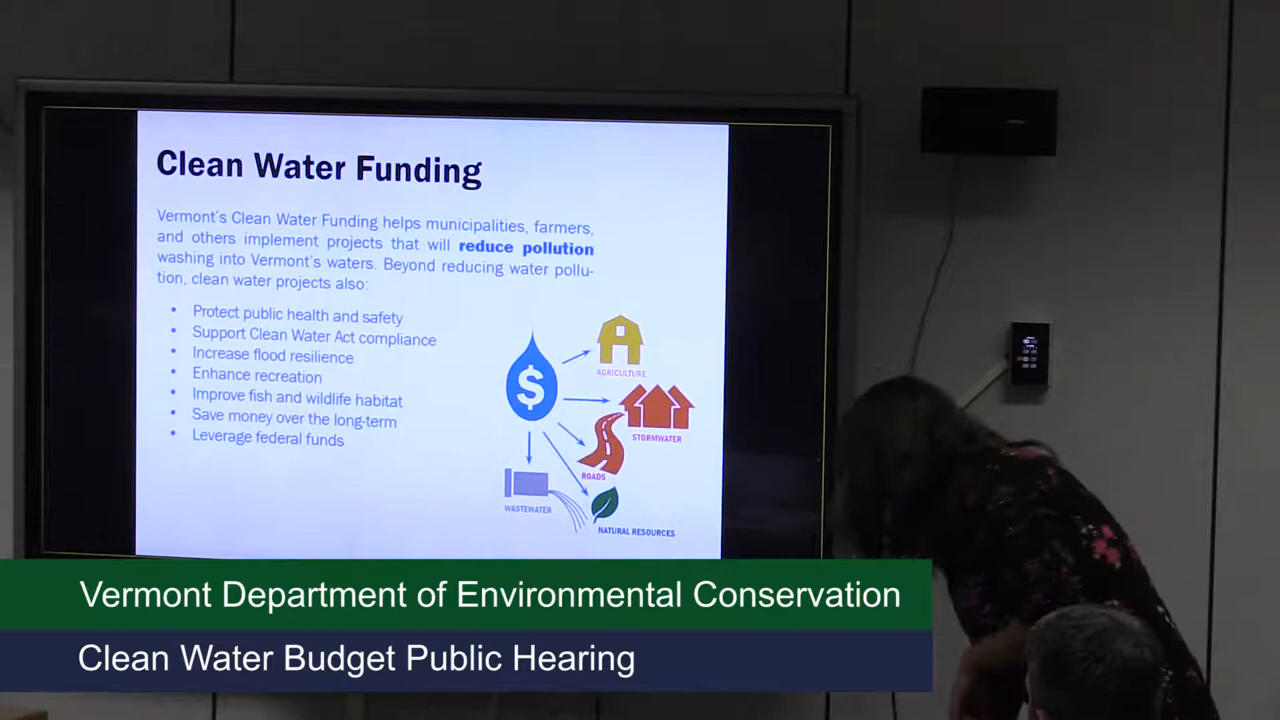 Clean Water Funding
Vermont's Clean Water Funding helps municipalities, farmers,
and others implement projects that will reduce pollution
washing into Vermont's waters. Beyond reducing water pollu-
tion, clean water projects also:
• Protect public health and safety
• Support Clean Water Act compliance
• Increase flood resilience
• Enhance recreation
• Improve fish and wildlife habitat
• Save money over the long-term
• Leverage federal funds
$
AGRICULTURE
STORMWATER
ROADS
WASTEWATER
NATURAL RESOURCES
Vermont Department of Environmental Conservation
Clean Water Budget Public Hearing